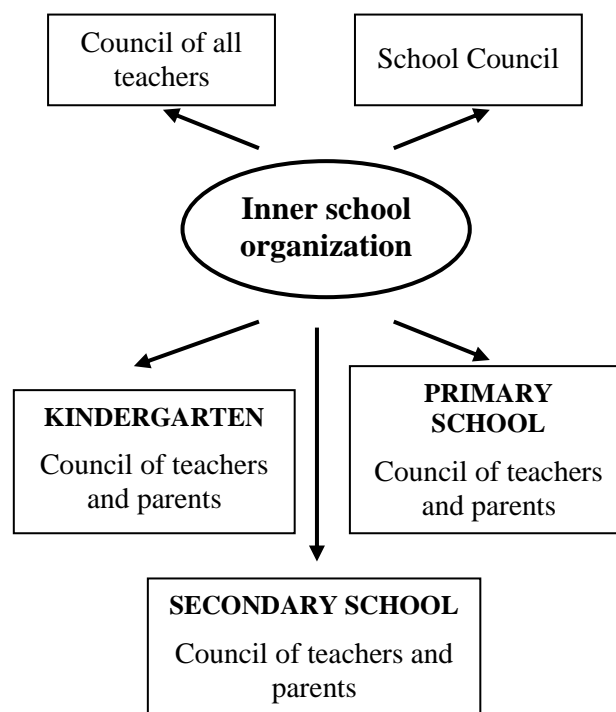 Council of all
teachers
School Council
Inner school
organization
KINDERGARTEN
Council of teachers
and parents
PRIMARY
SCHOOL
Council of teachers
and parents
SECONDARY SCHOOL
Council of teachers and
parents